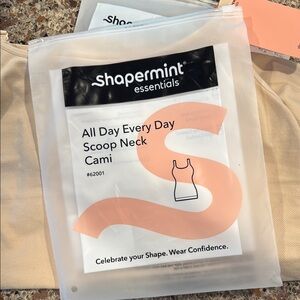 Shapermint
essentials
All Day Every Day
Scoop Neck
Cami
#62001
Celebrate your Shape. Wear Confidence.